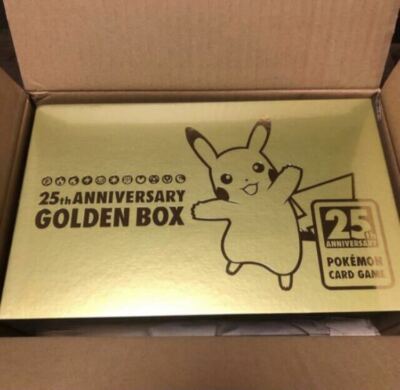 25th ANNIVERSARY
GOLDEN BOX
25th
ANNIVERSARY
POKÉMON
CARD GAME